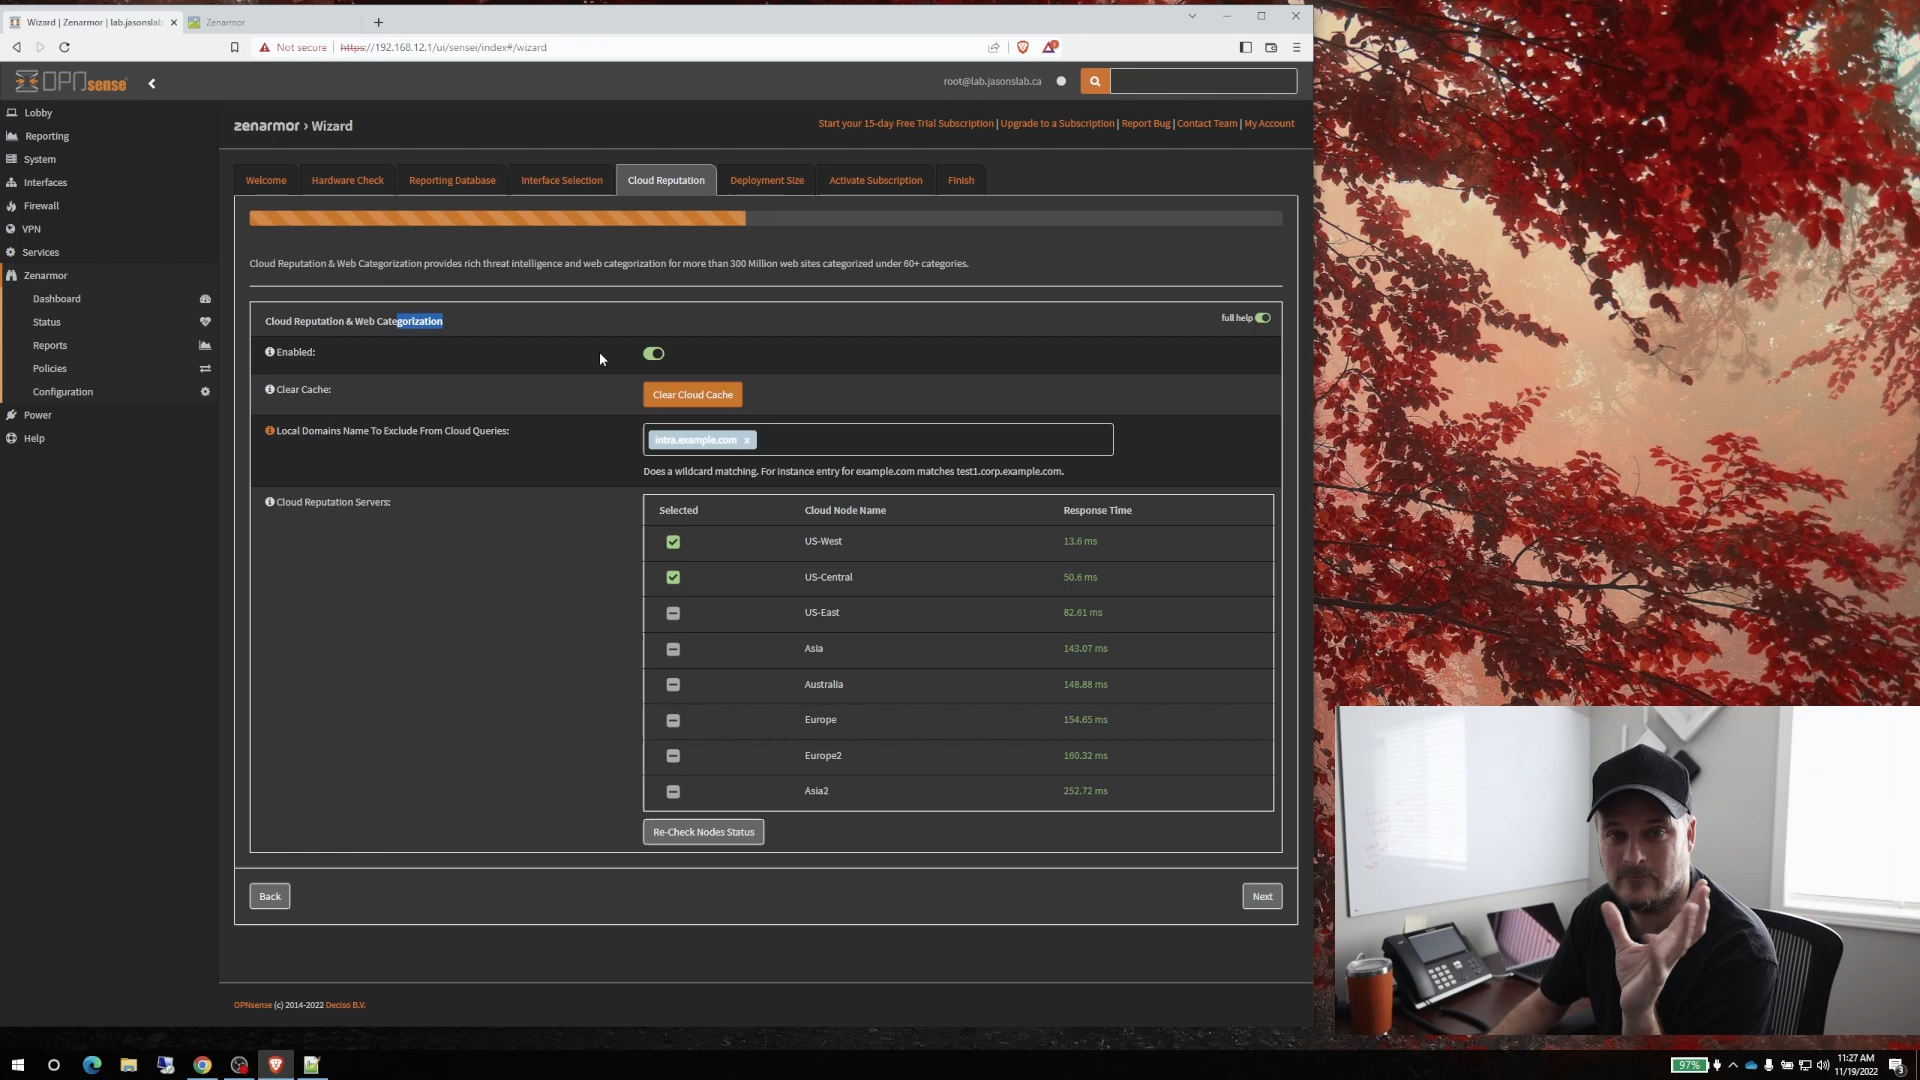 Wizard | Zenarmor | lab.jasonslab
Zenarmor
Not secure
https://192.168.12.1/ui/sensei/index#/wizard
OPNsense
root@lab.jasonslab.ca
Lobby
Reporting
System
Interfaces
Firewall
VPN
Services
Zenarmor
Dashboard
Status
Reports
Policies
Configuration
Power
Help
zenarmor › Wizard
Start your 15-day Free Trial Subscription | Upgrade to a Subscription | Report Bug | Contact Team | My Account
Welcome
Hardware Check
Reporting Database
Interface Selection
Cloud Reputation
Deployment Size
Activate Subscription
Finish
Cloud Reputation & Web Categorization provides rich threat intelligence and web categorization for more than 300 Million web sites categorized under 60+ categories.
Cloud Reputation & Web Categorization
full help
Enabled:
Clear Cache:
Clear Cloud Cache
Local Domains Name To Exclude From Cloud Queries:
intra.example.com x
Does a wildcard matching. For instance entry for example.com matches test1.corp.example.com.
Cloud Reputation Servers:
Selected Cloud Node Name Response Time
US-West 13.6 ms
US-Central 50.6 ms
US-East 82.61 ms
Asia 143.07 ms
Australia 148.88 ms
Europe 154.65 ms
Europe2 160.32 ms
Asia2 252.72 ms
Re-Check Nodes Status
Back
Next
OPNsense (c) 2014-2022 Deciso B.V.
97%
11:27 AM
11/19/2022
3